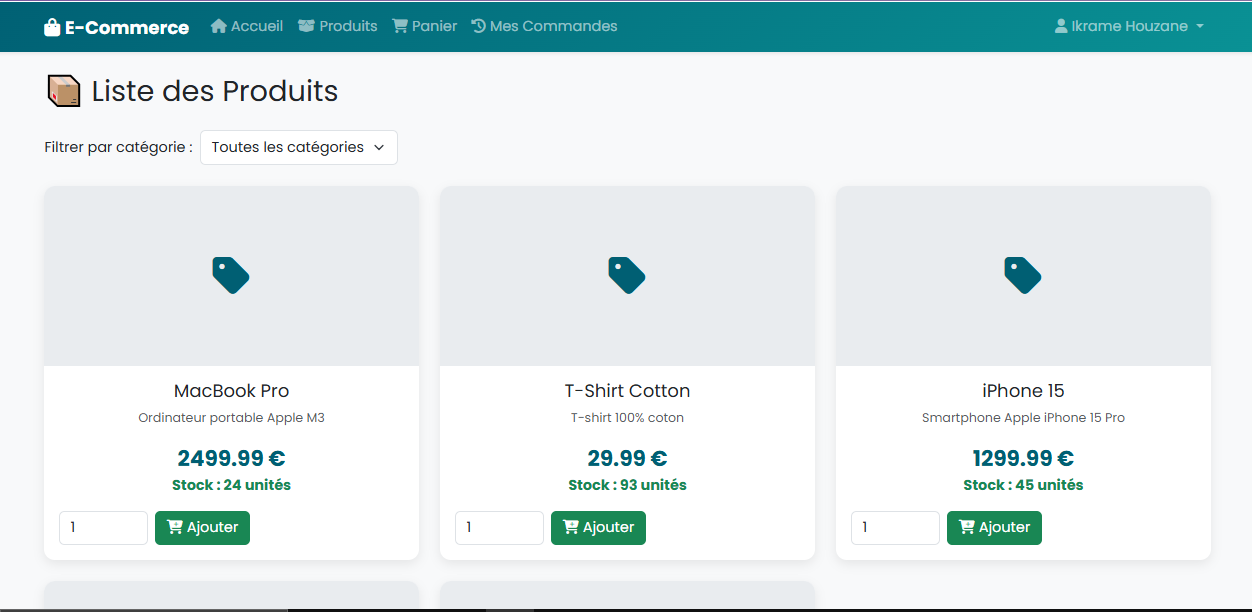 E-Commerce Accueil Produits Panier Mes Commandes Ikrame Houzane
Liste des Produits
Filtrer par catégorie : Toutes les catégories
MacBook Pro
Ordinateur portable Apple M3
2499.99 €
Stock : 24 unités
1 Ajouter
T-Shirt Cotton
T-shirt 100% coton
29.99 €
Stock : 93 unités
1 Ajouter
iPhone 15
Smartphone Apple iPhone 15 Pro
1299.99 €
Stock : 45 unités
1 Ajouter